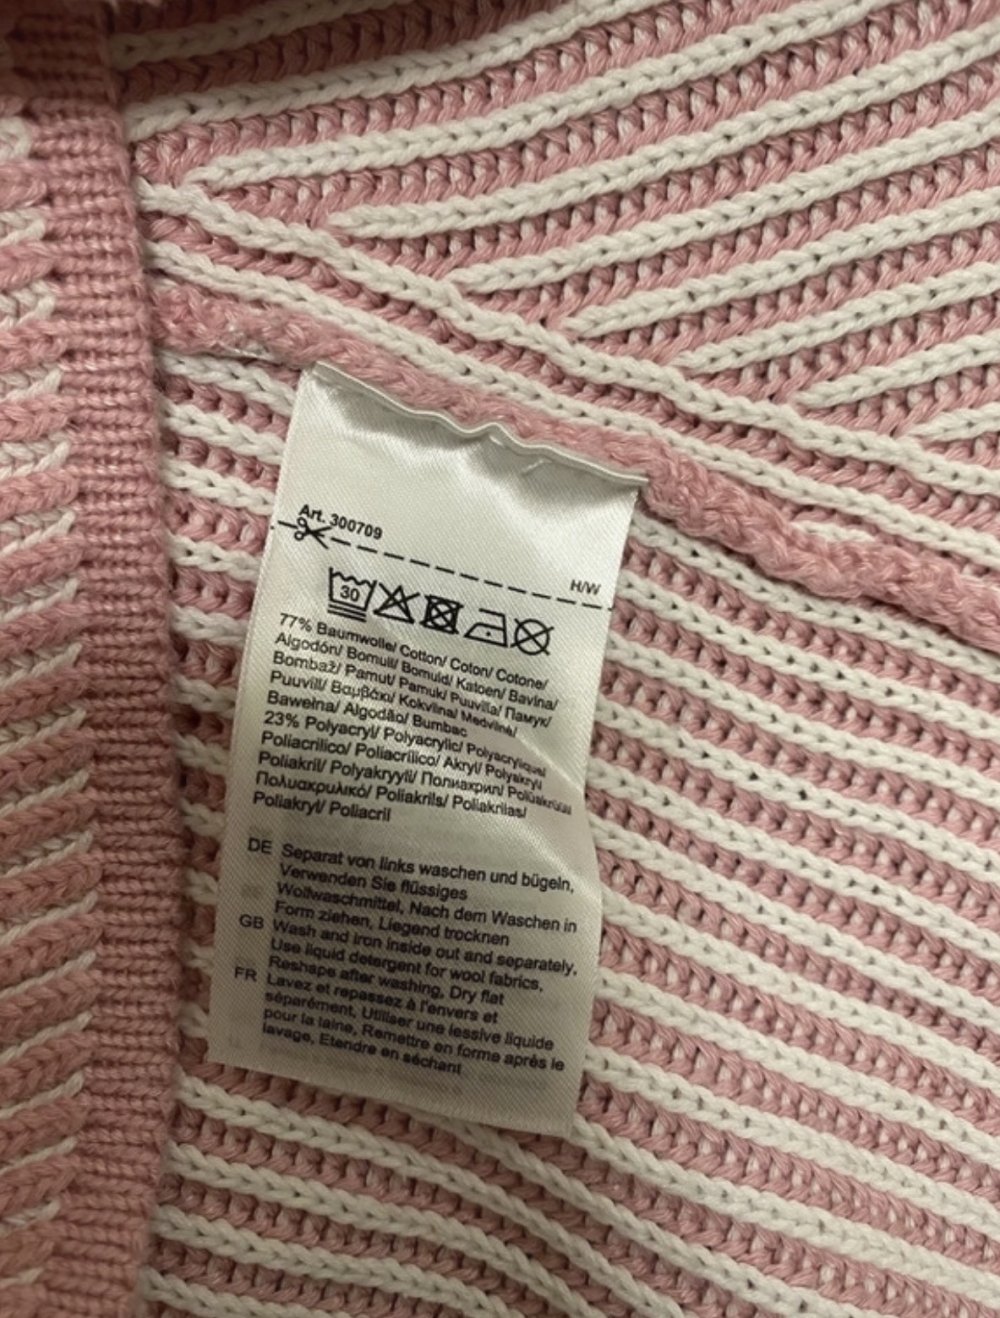 Art. 300709
H/W
30
77% Baumwolle/ Cotton/ Coton/ Cotone/
Algodón/ Bomull/ Bomuld/ Katoen/ Bavlna/
Bombaž/ Pamut/ Pamuk/ Puuvilla/ Памук/
Puuvill/ Βαμβάκι/ Kokvilna/ Medvilnė/
Bawełna/ Algodão/ Bumbac
23% Polyacryl/ Polyacrylic/ Polyacrylique/
Poliacrilico/ Poliacrílico/ Akryl/ Polyakryl/
Poliakril/ Polyakryyli/ Полиакрил/ Polüakrüül/
Πολυακρυλικό/ Poliakrils/ Poliakrilas/
Poliakryl/ Poliacril
DE Separat von links waschen und bügeln,
Verwenden Sie flüssiges
Wollwaschmittel, Nach dem Waschen in
Form ziehen, Liegend trocknen
GB Wash and iron inside out and separately,
Use liquid detergent for wool fabrics,
Reshape after washing, Dry flat
FR Lavez et repassez à l'envers et
séparément, Utiliser une lessive liquide
pour la laine, Remettre en forme après le
lavage, Etendre en séchant